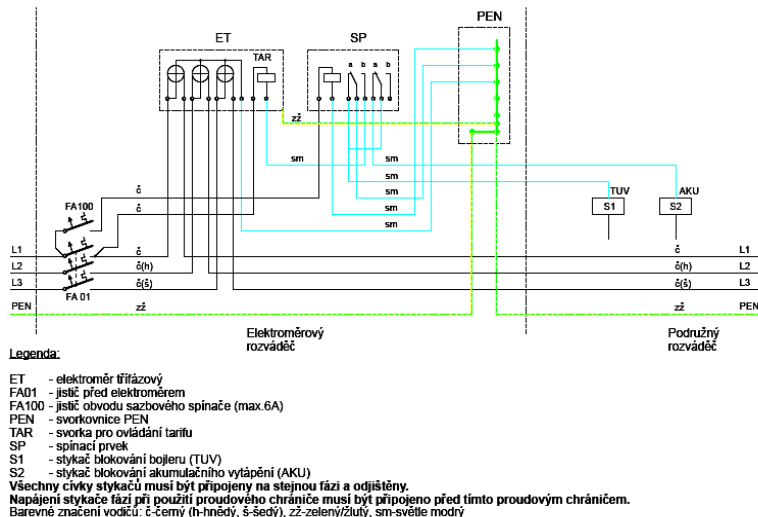 PEN
ET
SP
TAR
a b a b
zž
sm
sm
sm
sm
sm
sm
č
FA100
č
TUV
S1
AKU
S2
L1
č
č
L1
L2
č(h)
č(h)
L2
L3
č(š)
č(š)
L3
FA 01
PEN
zž
zž
PEN
Elektroměrový
rozváděč
Podružný
rozváděč
Legenda:
ET - elektroměr třífázový
FA01 - jistič před elektroměrem
FA100 - jistič obvodu sazbového spínače (max.6A)
PEN - svorkovnice PEN
TAR - svorka pro ovládání tarifu
SP - spínací prvek
S1 - stykač blokování bojleru (TUV)
S2 - stykač blokování akumulačního vytápění (AKU)
Všechny cívky stykačů musí být připojeny na stejnou fázi a odjištěny.
Napájení stykače fází při použití proudového chrániče musí být připojeno před tímto proudovým chráničem.
Barevné značení vodičů: č-černý (h-hnědý, š-šedý), zž-zelený/žlutý, sm-světle modrý